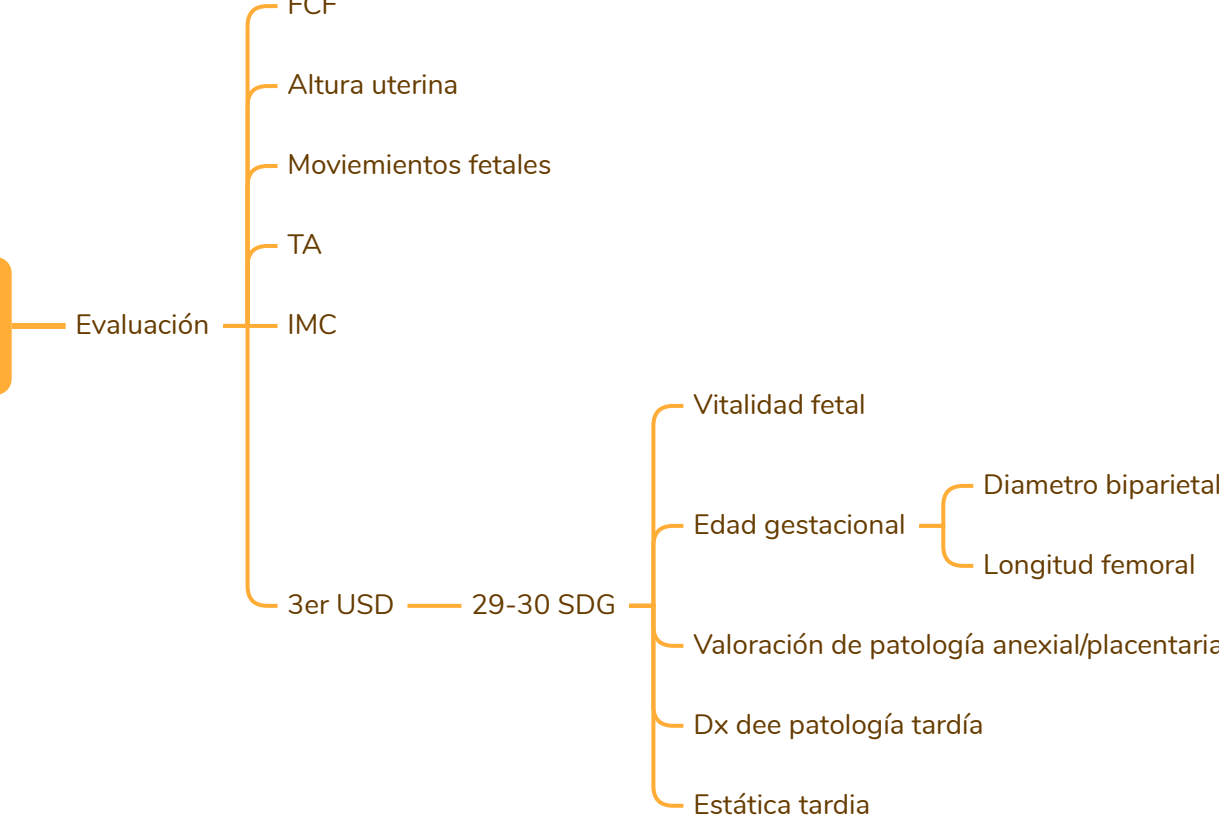 FCF
Altura uterina
Moviemientos fetales
TA
Evaluación
IMC
Vitalidad fetal
Edad gestacional
Diametro biparietal
Longitud femoral
3er USD
29-30 SDG
Valoración de patología anexial/placentaria
Dx dee patología tardía
Estática tardia